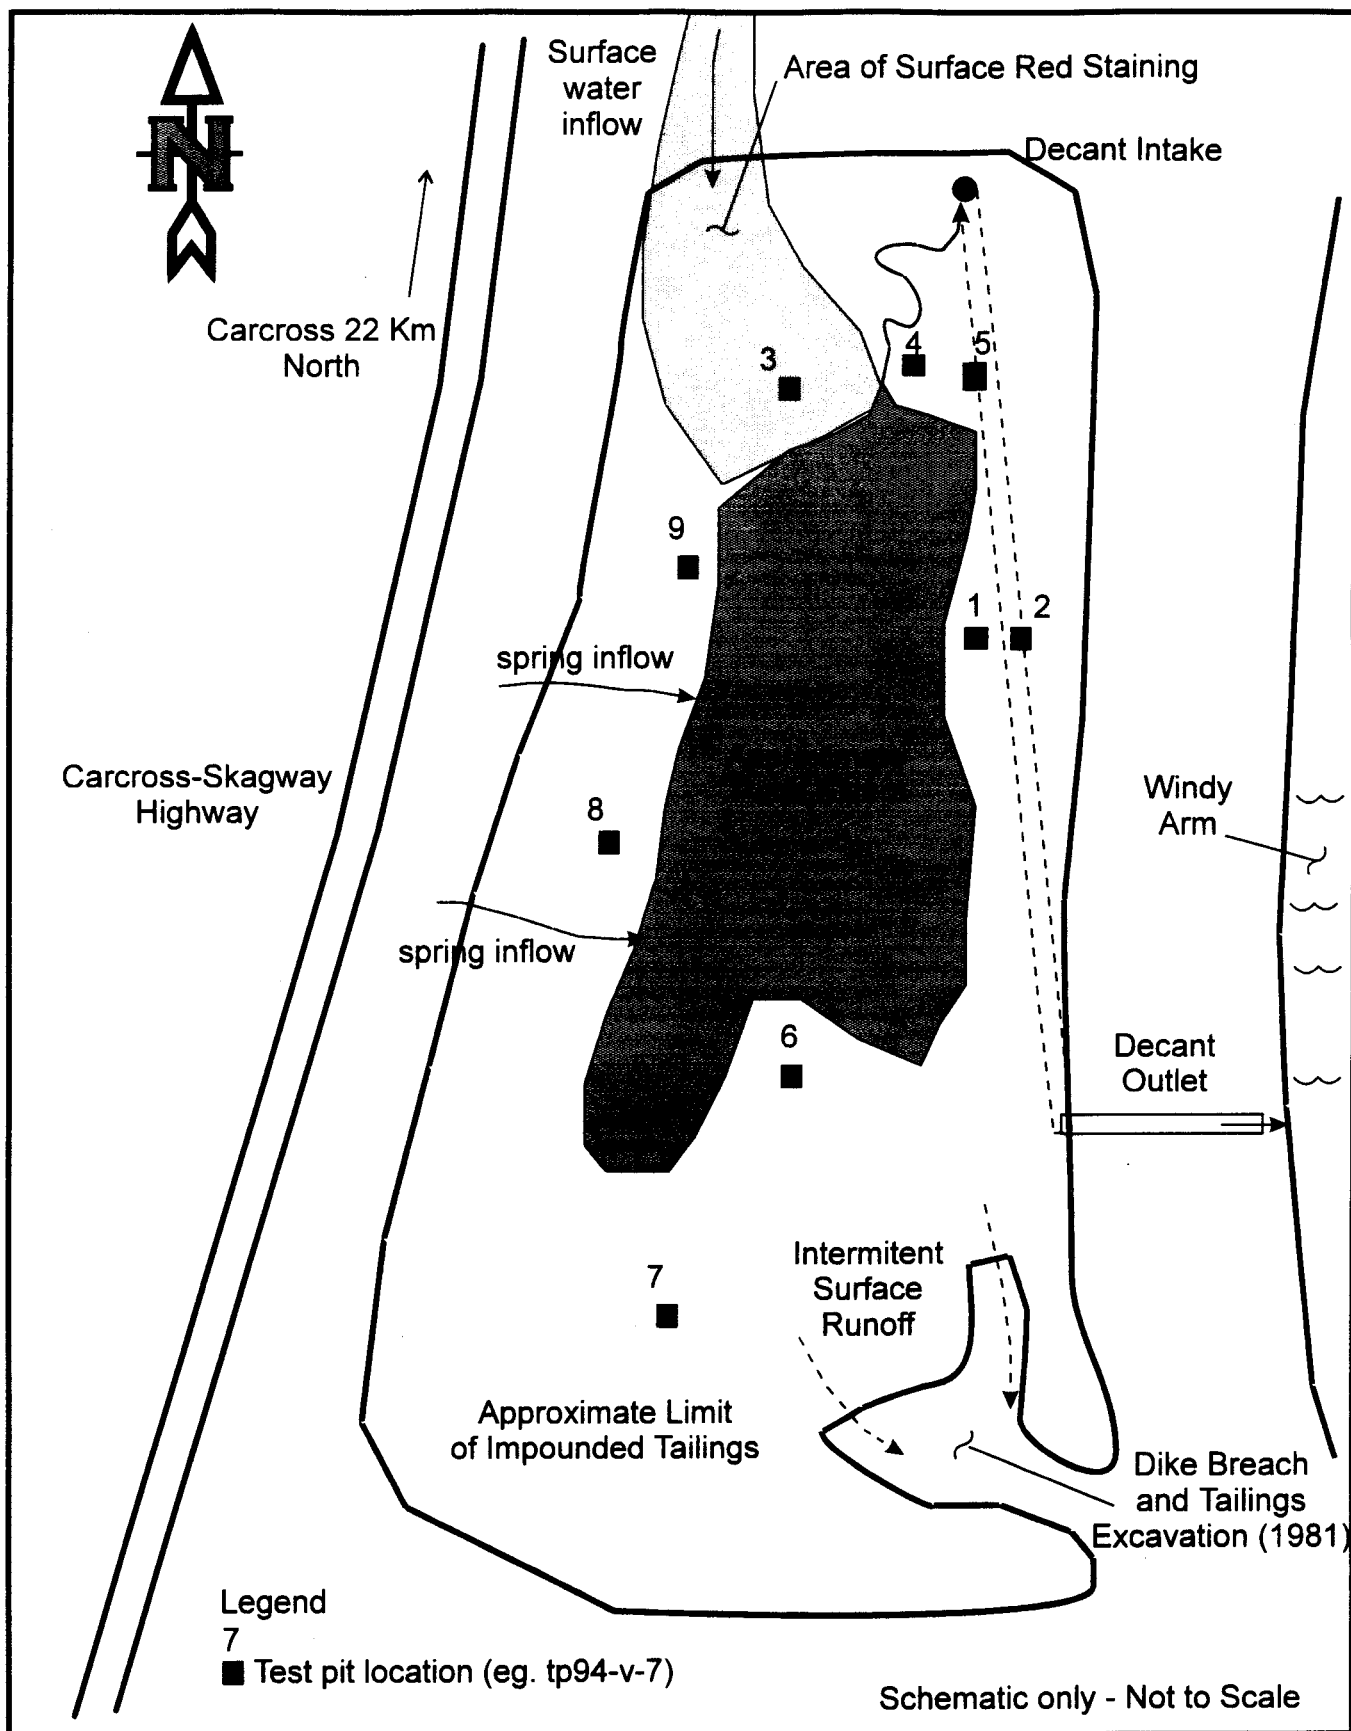 Surface
water
inflow
Area of Surface Red Staining
Decant Intake
N
Carcross 22 Km
North
3
4
5
9
1
2
spring inflow
Carcross-Skagway
Highway
Windy
Arm
8
spring inflow
6
Decant
Outlet
Intermitent
Surface
Runoff
7
Approximate Limit
of Impounded Tailings
Dike Breach
and Tailings
Excavation (1981)
Legend
7
Test pit location (eg. tp94-v-7)
Schematic only - Not to Scale